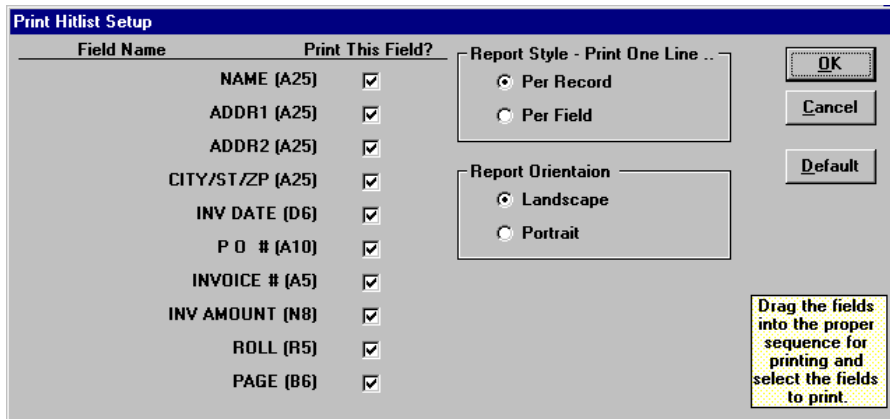 Print Hitlist Setup
Field Name Print This Field?
NAME (A25)
ADDR1 (A25)
ADDR2 (A25)
CITY/ST/ZP (A25)
INV DATE (D6)
P O # (A10)
INVOICE # (A5)
INV AMOUNT (N8)
ROLL (R5)
PAGE (B6)
Report Style - Print One Line ..
Per Record
Per Field
Report Orientaion
Landscape
Portrait
OK
Cancel
Default
Drag the fields
into the proper
sequence for
printing and
select the fields
to print.